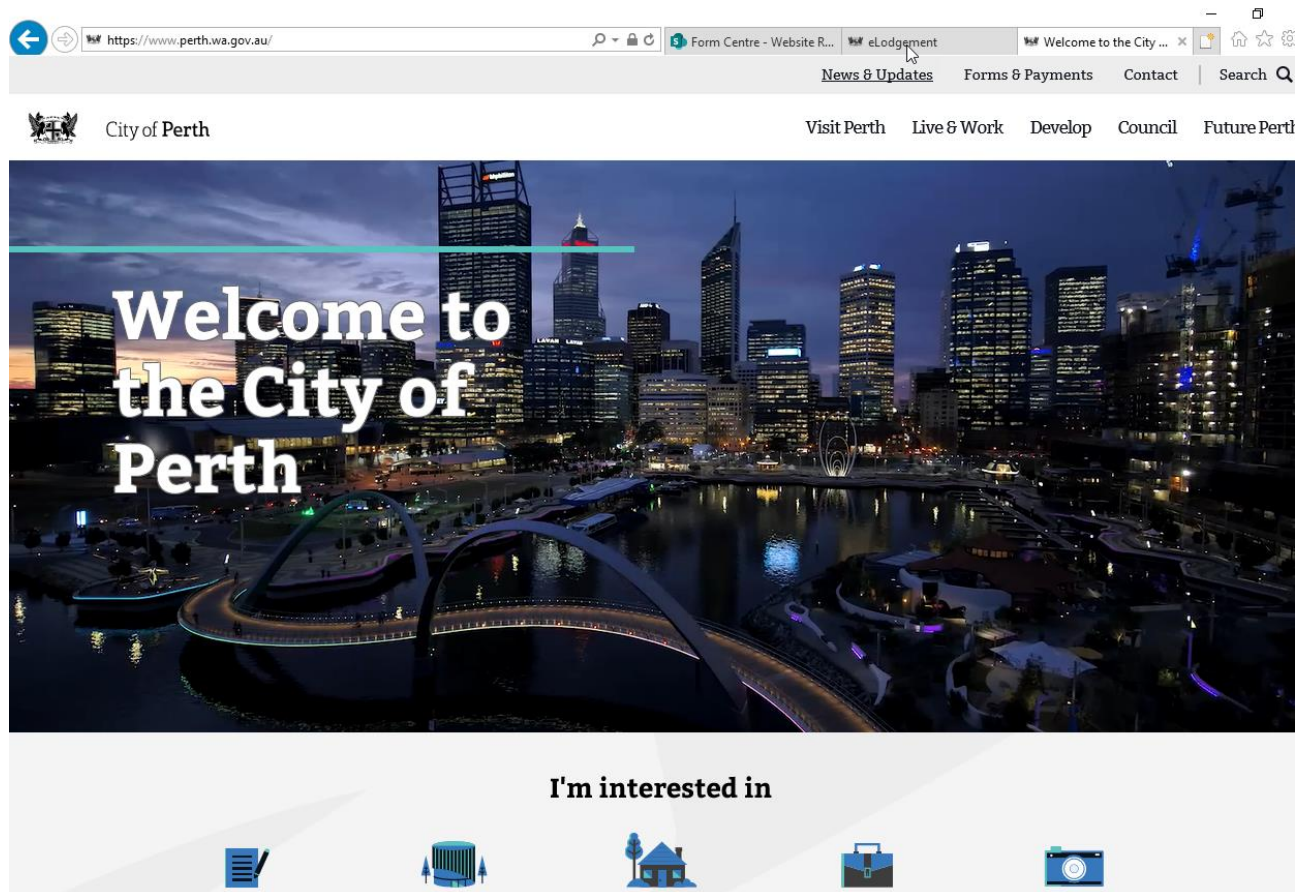 https://www.perth.wa.gov.au/
Form Centre - Website R...
eLodgement
Welcome to the City ...
News & Updates
Forms & Payments
Contact
Search
City of Perth
Visit Perth
Live & Work
Develop
Council
Future Perth
Welcome to
the City of
Perth
I'm interested in